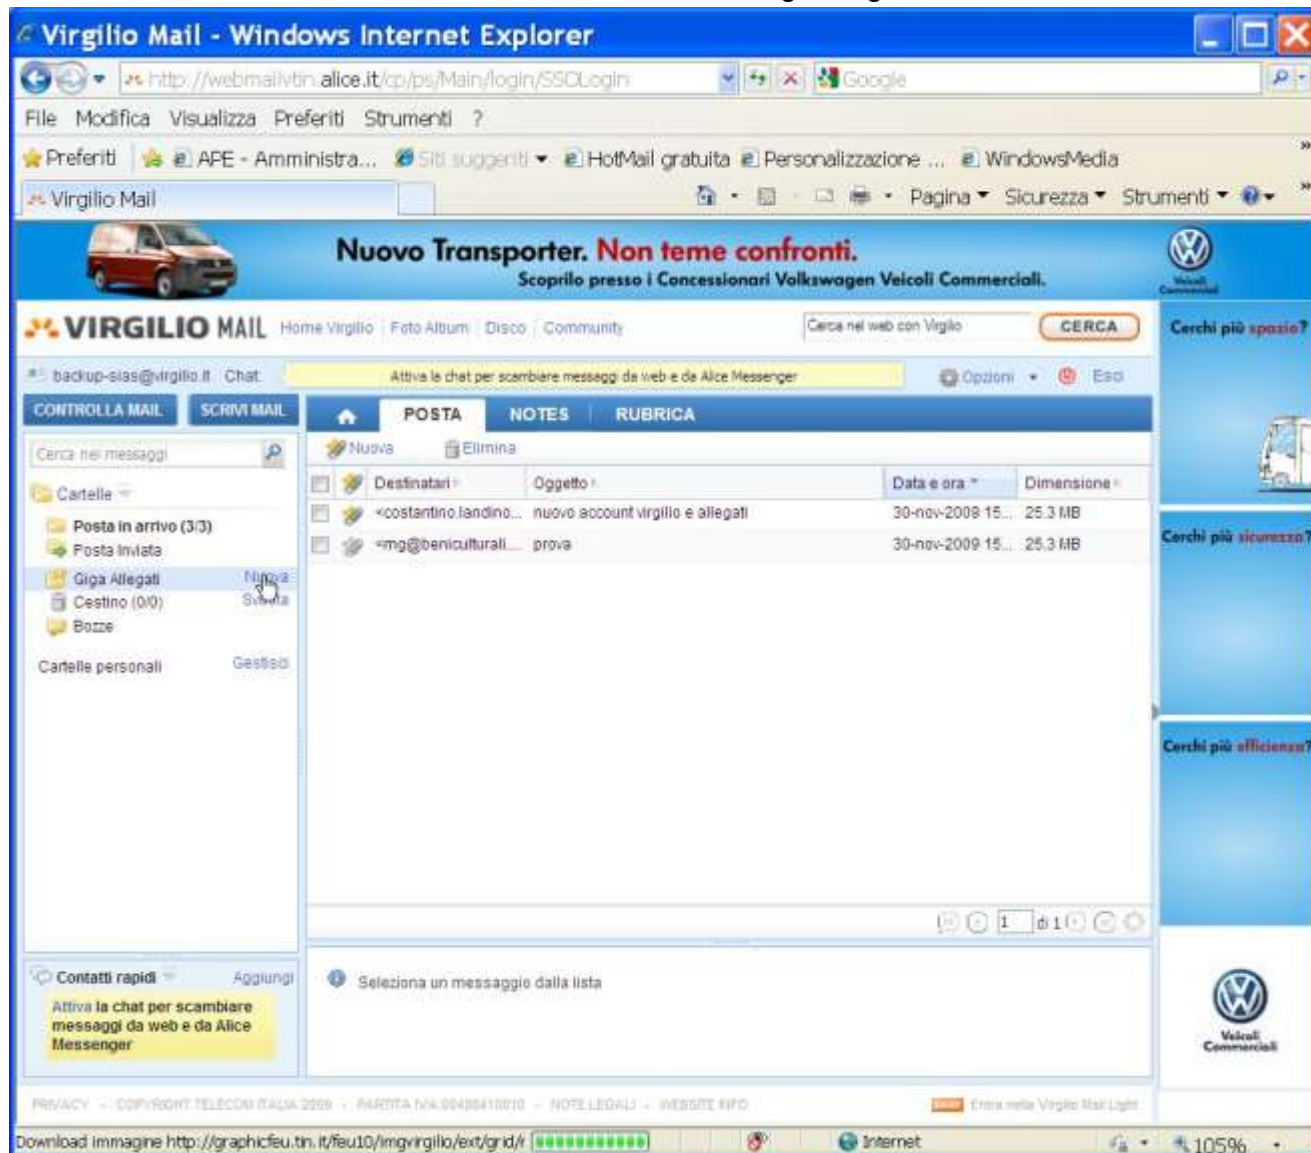 Virgilio Mail - Windows Internet Explorer
http://webmailvtin.alice.it/cp/ps/Main/login/SSOLogin Google
File Modifica Visualizza Preferiti Strumenti ?
Preferiti APE - Amministra... Siti suggeriti HotMail gratuita Personalizzazione ... WindowsMedia
Virgilio Mail Pagina Sicurezza Strumenti
Nuovo Transporter. Non teme confronti.
Scoprilo presso i Concessionari Volkswagen Veicoli Commerciali.
Veicoli
Commerciali
VIRGILIO MAIL Home Virgilio Foto Album Disco Community Cerca nel web con Virgilio CERCA
Cerchi più spazio?
backup-sias@virgilio.it Chat Attiva la chat per scambiare messaggi da web e da Alice Messenger Opzioni Esci
CONTROLLA MAIL SCRIVI MAIL POSTA NOTES RUBRICA
Cerca nei messaggi Nuova Elimina
Destinatari Oggetto Data e ora Dimensione
Cartelle
<costantino.landino... nuovo account virgilio e allegati 30-nov-2009 15... 25.3 MB
Posta in arrivo (3/3)
<mg@beniculturali.... prova 30-nov-2009 15... 25.3 MB
Posta Inviata
Cerchi più sicurezza?
Giga Allegati Nuova
Cestino (0/0) Svuota
Bozze
Cartelle personali Gestisci
Cerchi più efficienza?
1 di 1
Contatti rapidi Aggiungi
Seleziona un messaggio dalla lista
Attiva la chat per scambiare
messaggi da web e da Alice
Messenger
Veicoli
Commerciali
PRIVACY - COPYRIGHT TELECOM ITALIA 2009 - PARTITA IVA 00488410010 - NOTE LEGALI - WEBSITE INFO Entra nella Virgilio Mail Light
Download immagine http://graphicfeu.tin.it/feu10/imgvirgilio/ext/grid/r Internet 105%